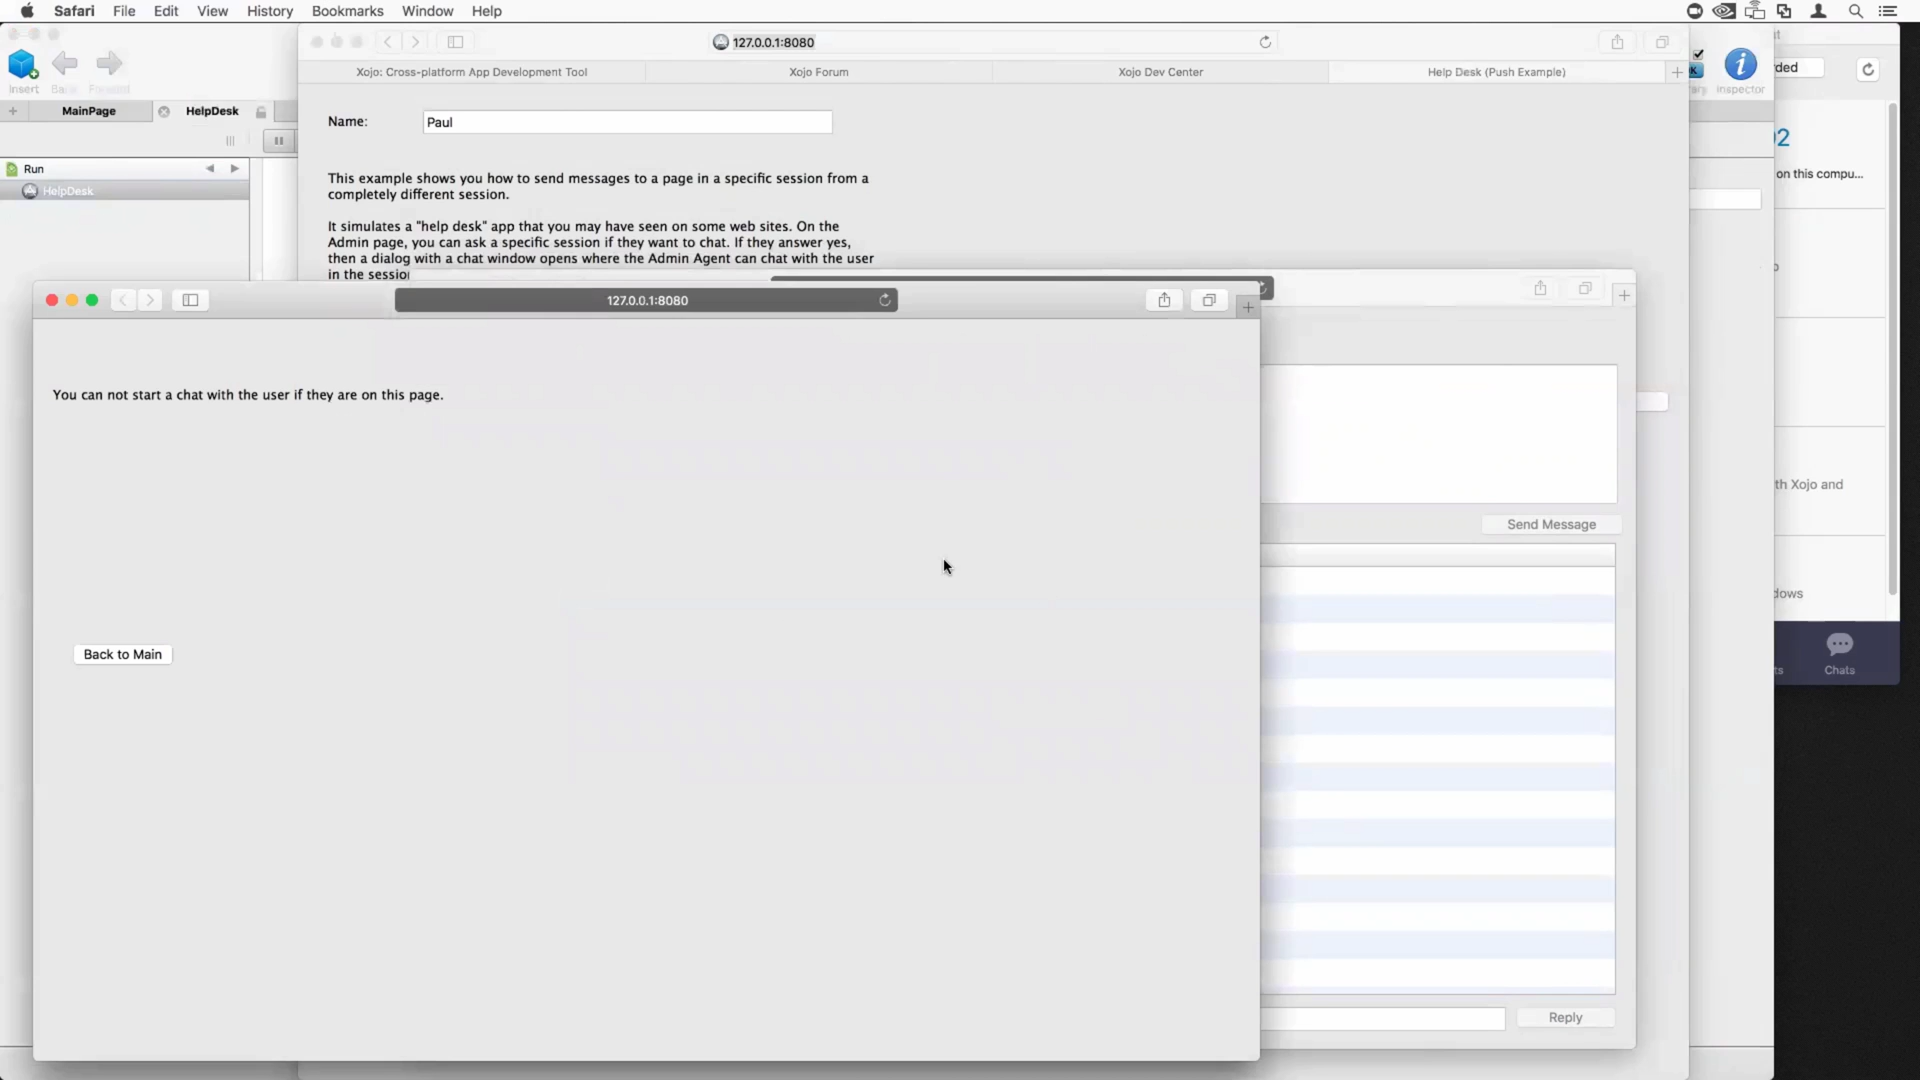 Safari File Edit View History Bookmarks Window Help
127.0.0.1:8080
Insert Back Forward
Inspector
Xojo: Cross-platform App Development Tool
Xojo Forum
Xojo Dev Center
Help Desk (Push Example)
MainPage
HelpDesk
Name:
Paul
Run
HelpDesk
This example shows you how to send messages to a page in a specific session from a
completely different session.
It simulates a "help desk" app that you may have seen on some web sites. On the
Admin page, you can ask a specific session if they want to chat. If they answer yes,
then a dialog with a chat window opens where the Admin Agent can chat with the user
in the session
on this compu...
127.0.0.1:8080
You can not start a chat with the user if they are on this page.
Back to Main
Send Message
Reply
th Xojo and
dows
Chats